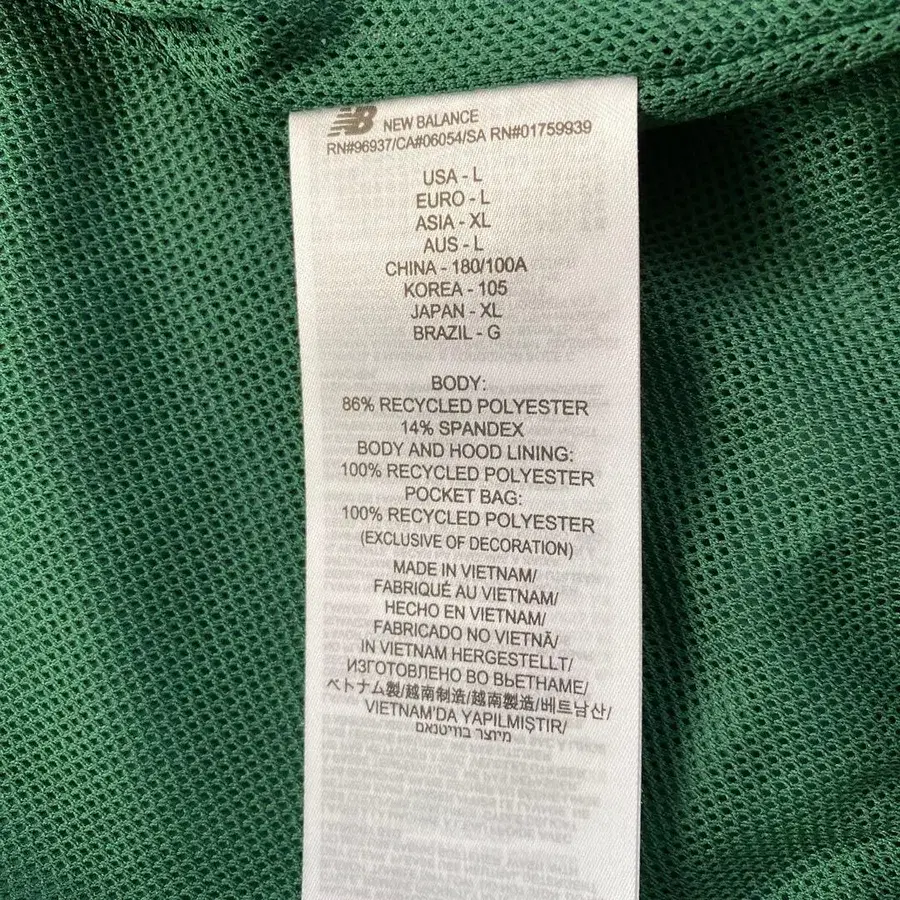 NB NEW BALANCE
RN#96937/CA#06054/SA RN#01759939
USA - L
EURO - L
ASIA - XL
AUS - L
CHINA - 180/100A
KOREA - 105
JAPAN - XL
BRAZIL - G
BODY:
86% RECYCLED POLYESTER
14% SPANDEX
BODY AND HOOD LINING:
100% RECYCLED POLYESTER
POCKET BAG:
100% RECYCLED POLYESTER
(EXCLUSIVE OF DECORATION)
MADE IN VIETNAM/
FABRIQUÉ AU VIETNAM/
HECHO EN VIETNAM/
FABRICADO NO VIETNÃ/
IN VIETNAM HERGESTELLT/
ИЗГОТОВЛЕНО ВО ВЬЕТНАМЕ/
ベトナム製/越南制造/越南製造/베트남산/
VIETNAM'DA YAPILMIŞTIR/
מיוצר בוויטנאם